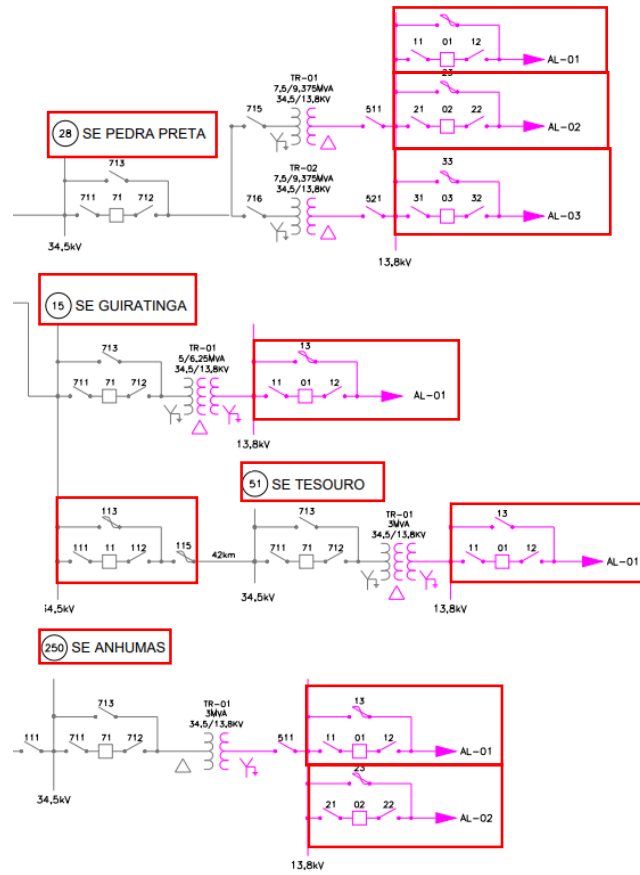 11 01 12
AL-01
TR-01
7,5/9,375MVA
34,5/13,8KV
23
715
511
21 02 22
AL-02
28 SE PEDRA PRETA
713
TR-02
7,5/9,375MVA
34,5/13,8KV
33
711 71 712
716
521
31 03 32
AL-03
34,5kV
13,8kV
15 SE GUIRATINGA
713
TR-01
5/6,25MVA
34,5/13,8KV
13
711 71 712
11 01 12
AL-01
13,8kV
51 SE TESOURO
113
713
TR-01
3MVA
34,5/13,8KV
13
111 11 112 115
42km
711 71 712
11 01 12
AL-01
34,5kV
34,5kV
13,8kV
250 SE ANHUMAS
713
TR-01
3MVA
34,5/13,8KV
13
111 711 71 712
511
11 01 12
AL-01
34,5kV
23
21 02 22
AL-02
13,8kV